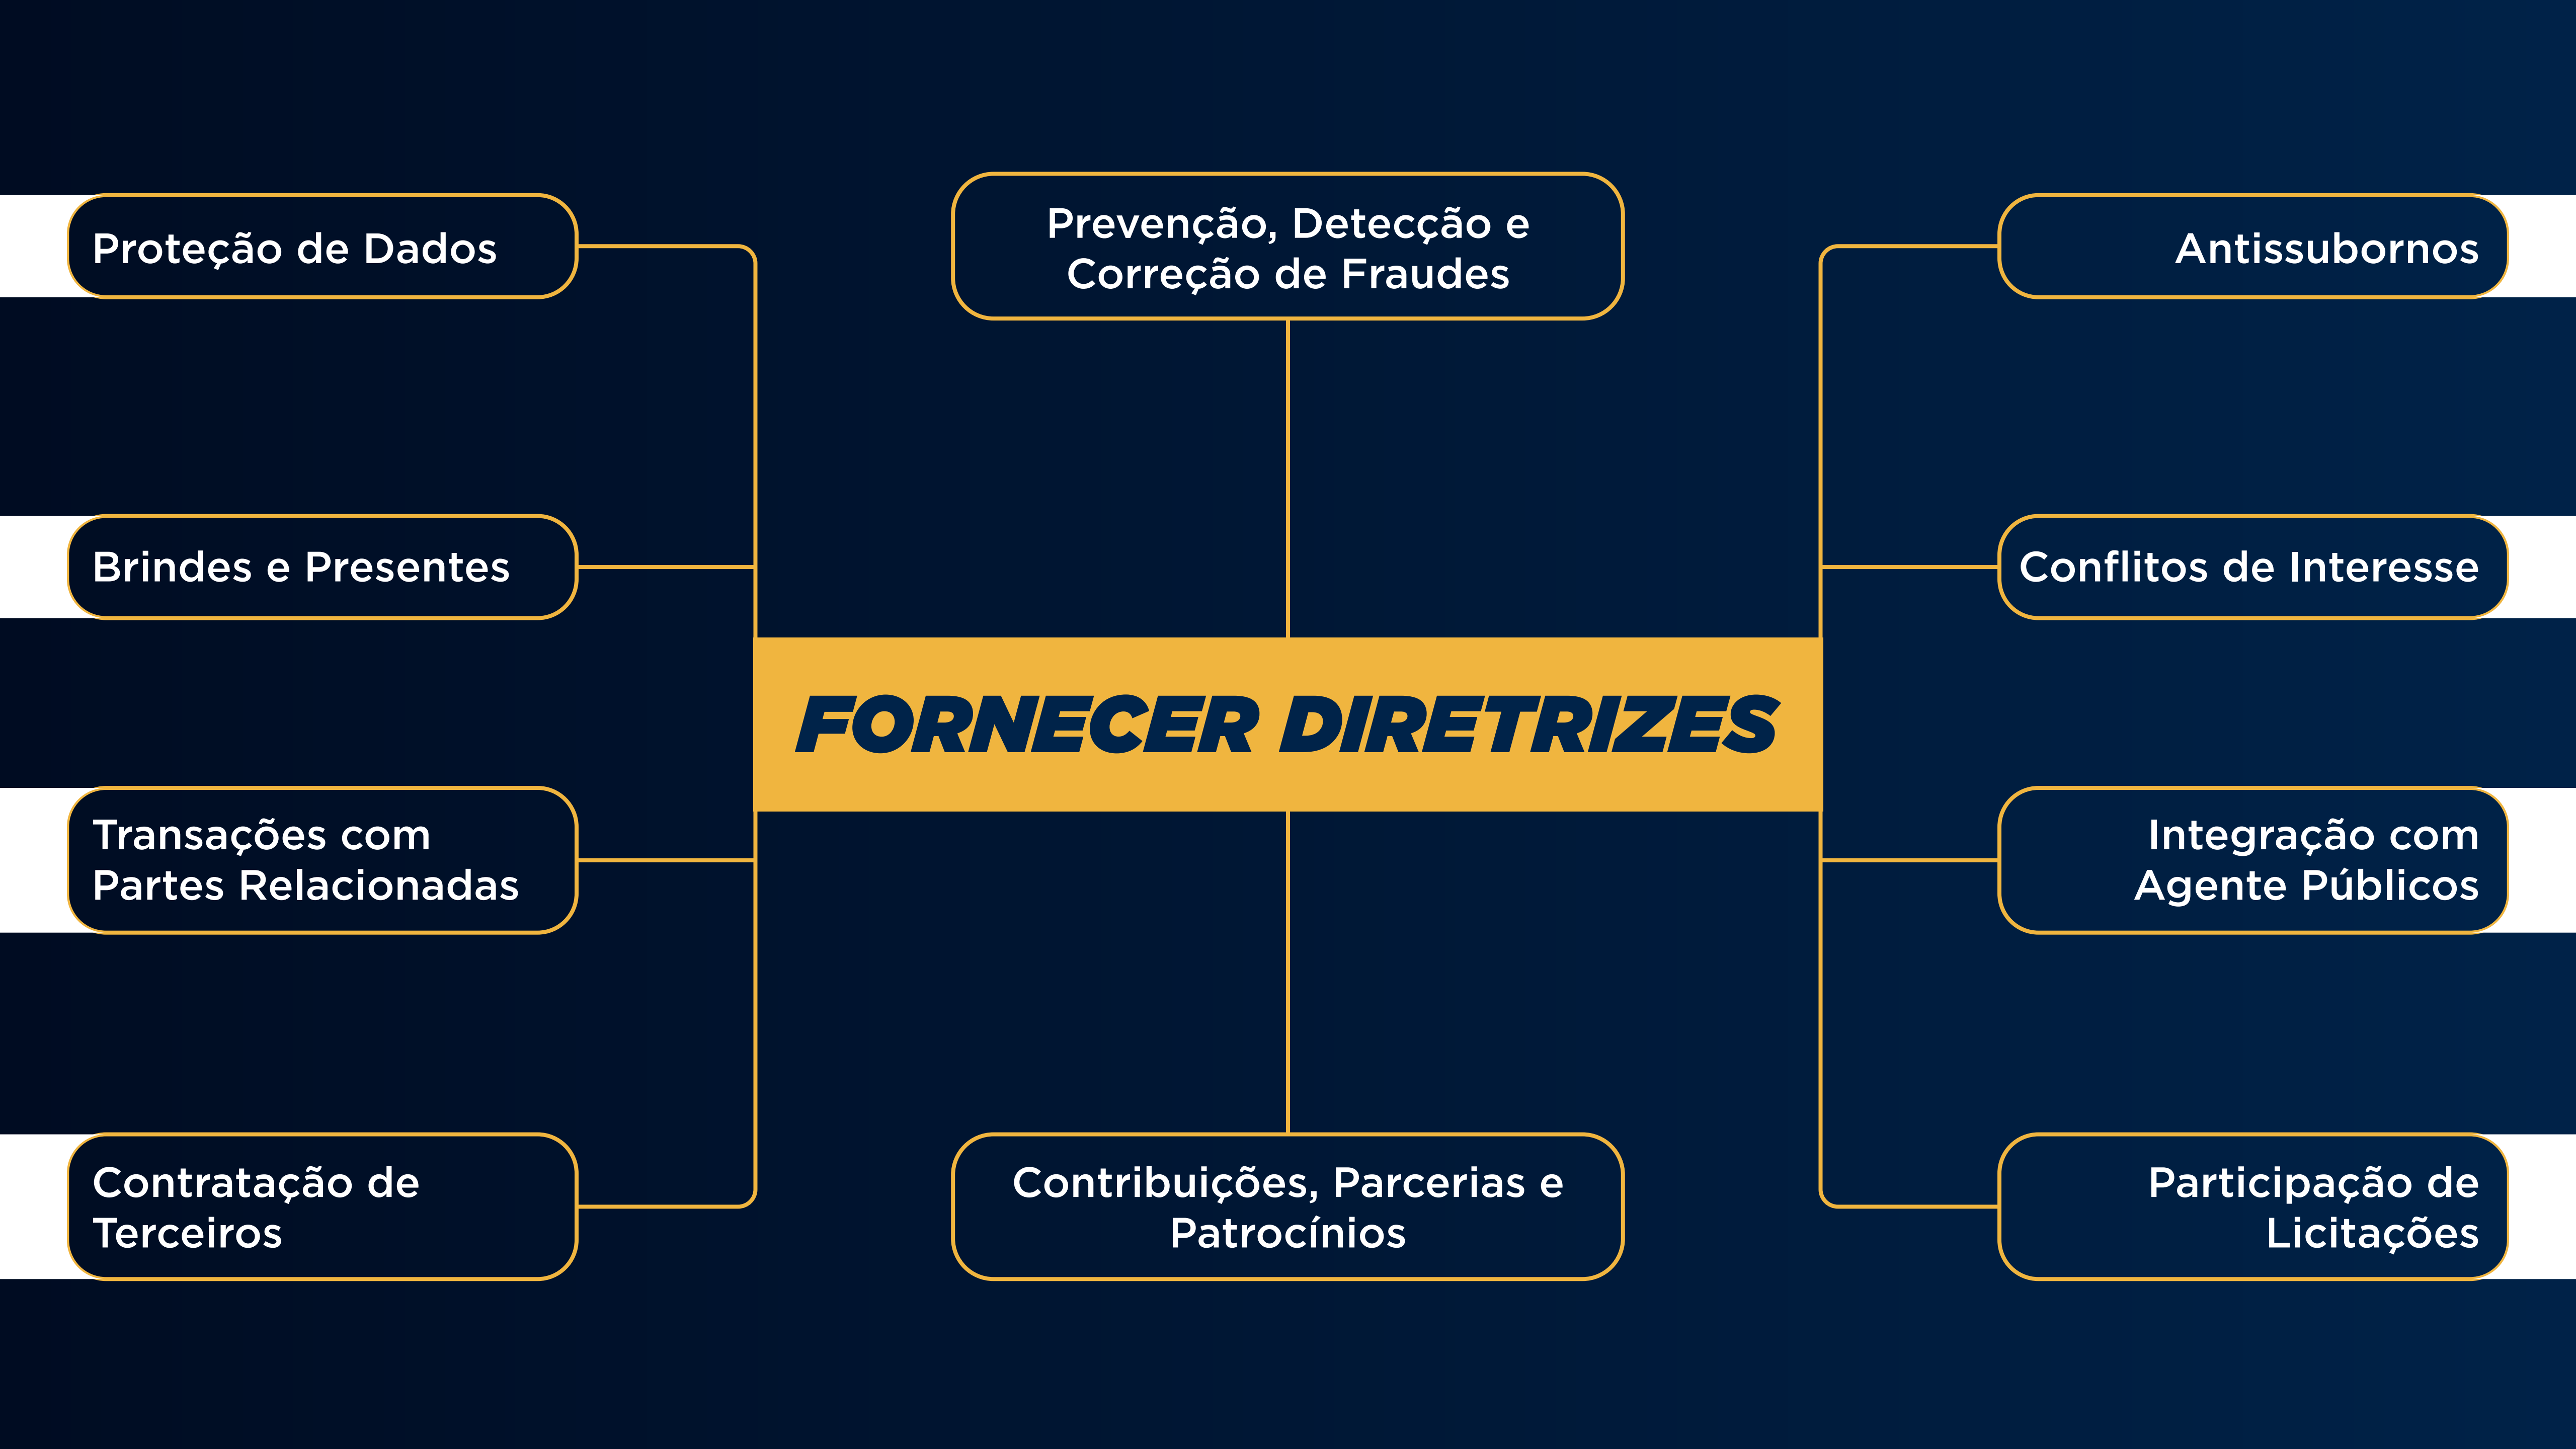 Proteção de Dados
Prevenção, Detecção e
Correção de Fraudes
Antissubornos
Brindes e Presentes
Conflitos de Interesse
FORNECER DIRETRIZES
Transações com
Partes Relacionadas
Integração com
Agente Públicos
Contratação de
Terceiros
Contribuições, Parcerias e
Patrocínios
Participação de
Licitações